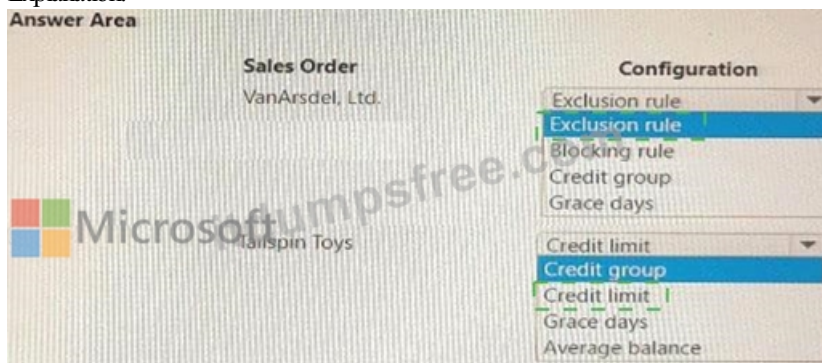 Answer Area
Sales Order Configuration
VanArsdel, Ltd. Exclusion rule
Exclusion rule
Blocking rule
Credit group
Grace days
Microsoft
Tailspin Toys Credit limit
Credit group
Credit limit
Grace days
Average balance